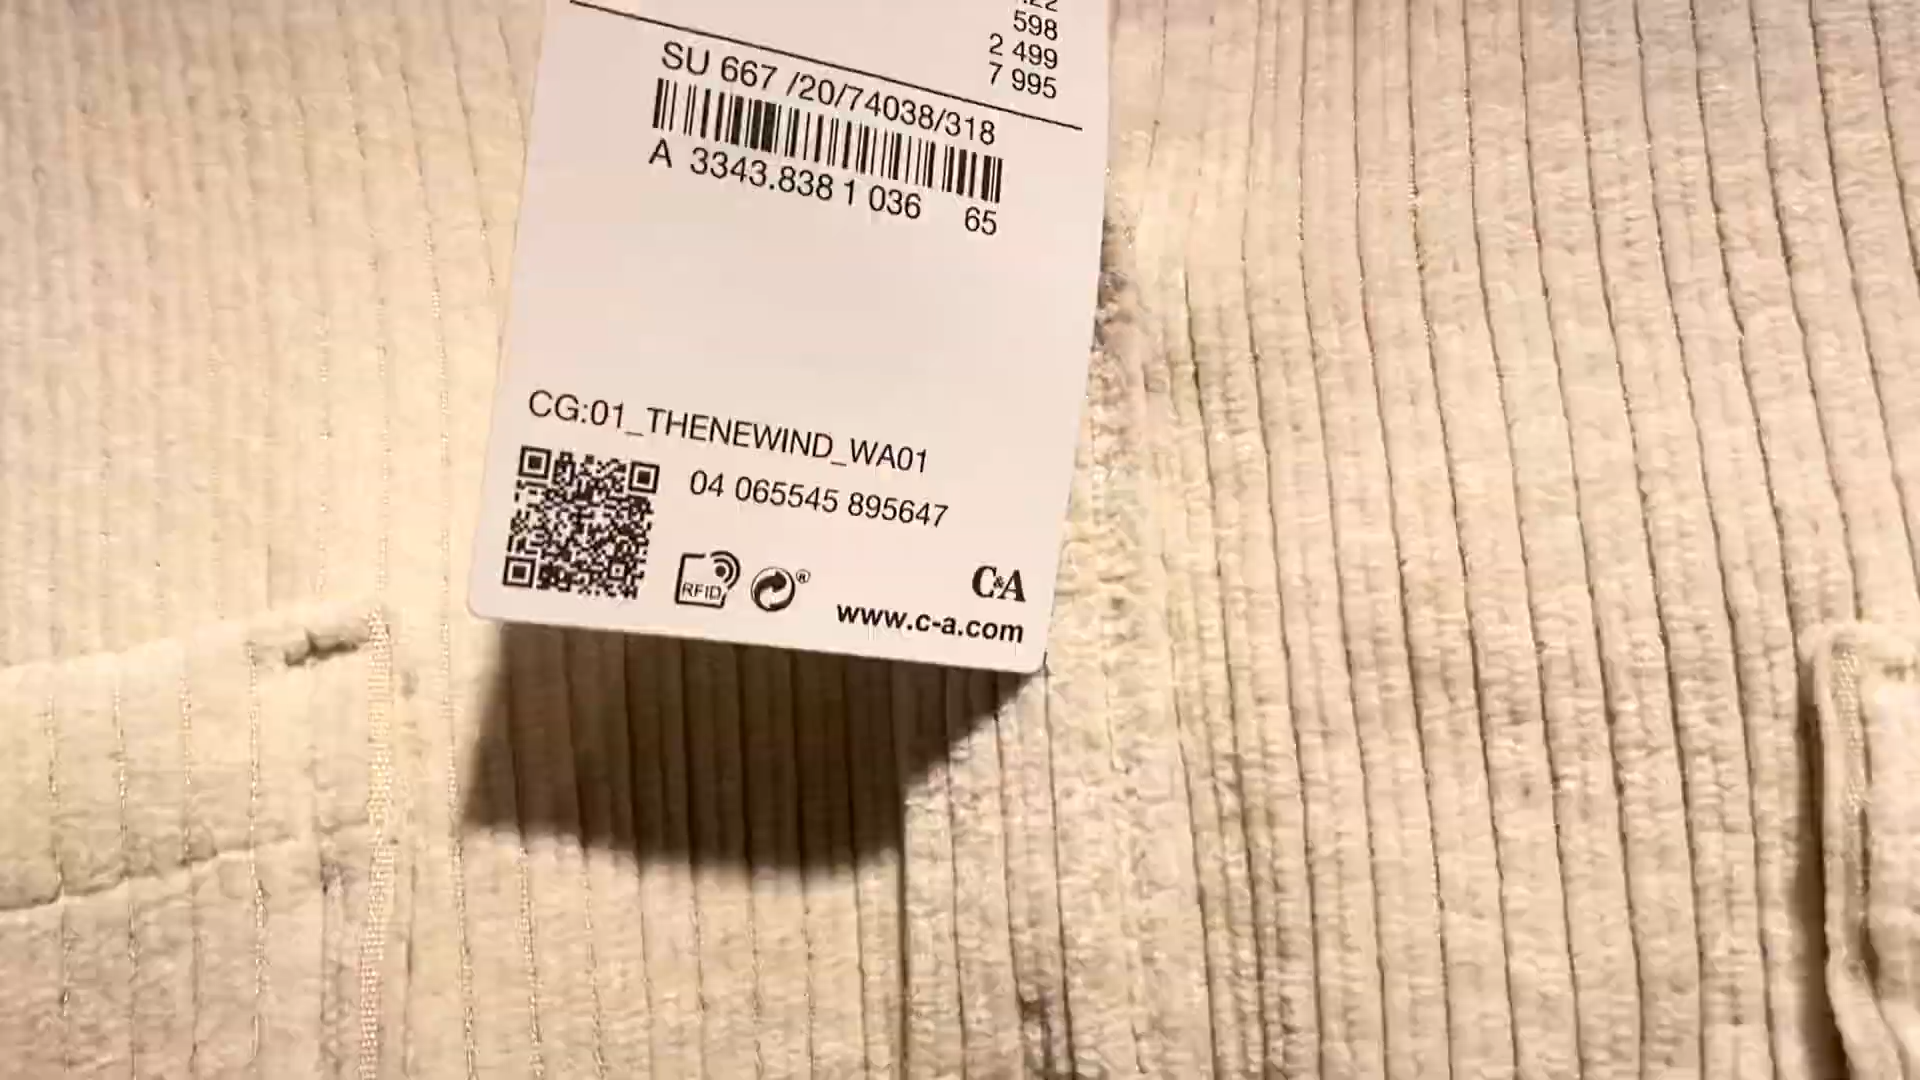 598
2 499
7 995
SU 667 /20/74038/318
A 3343.838 1 036 65
CG:01_THENEWIND_WA01
04 065545 895647
RFID
C&A
www.c-a.com